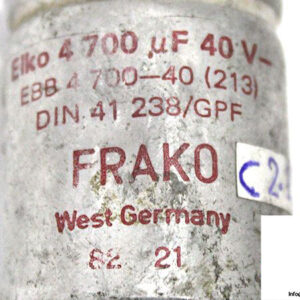 Elko 4 700 µF 40 V-
EBB 4 700-40 (213)
DIN 41 238/GPF
FRAKO
West Germany
82 21